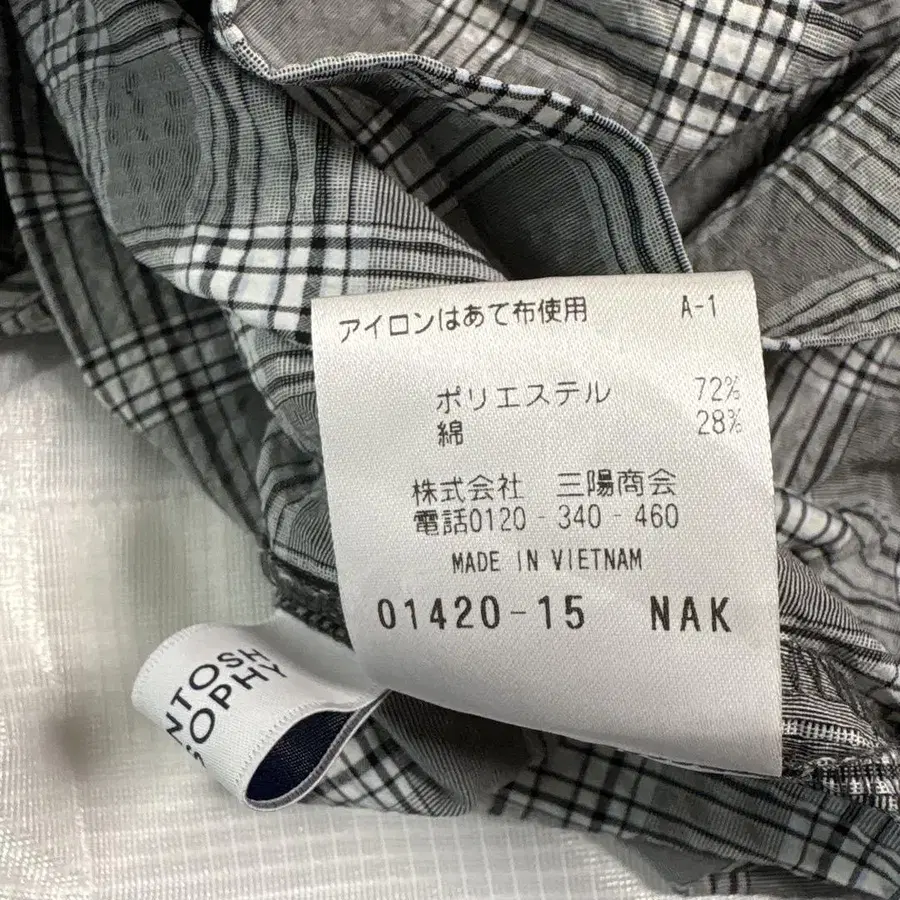 アイロンはあて布使用 A-1
ポリエステル 72%
綿 28%
株式会社 三陽商会
電話0120-340-460
MADE IN VIETNAM
01420-15 NAK
NTOSH
SOPHY